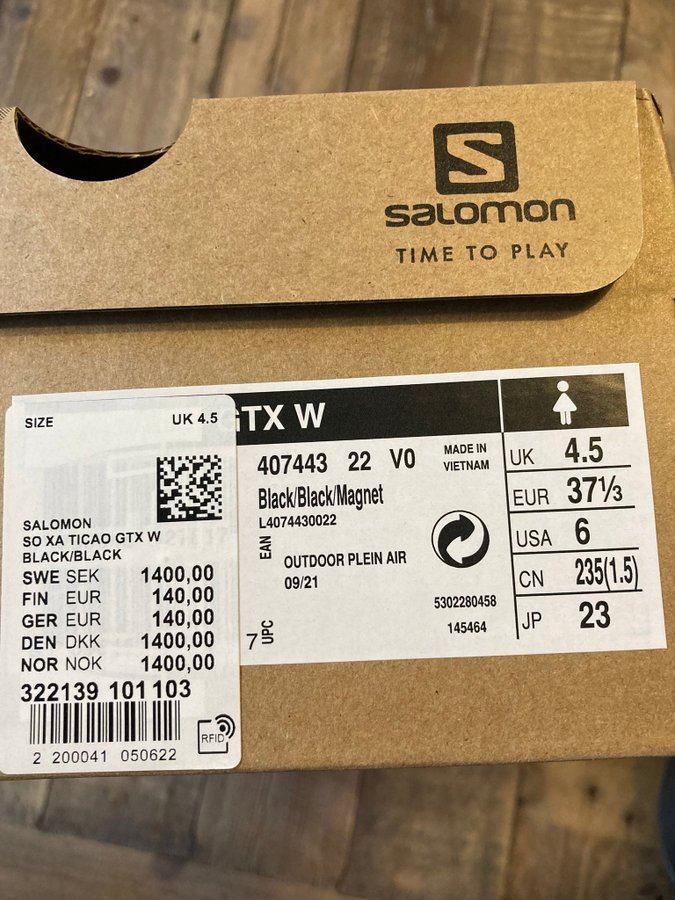 salomon
TIME TO PLAY
SIZE UK 4.5
SALOMON
SO XA TICAO GTX W
BLACK/BLACK
SWE SEK 1400,00
FIN EUR 140,00
GER EUR 140,00
DEN DKK 1400,00
NOR NOK 1400,00
322139 101 103
2 200041 050622
RFID
GTX W
407443 22 V0
MADE IN
VIETNAM
Black/Black/Magnet
L4074430022
EAN
OUTDOOR PLEIN AIR
09/21
5302280458
145464
7
UPC
UK 4.5
EUR 37⅓
USA 6
CN 235(1.5)
JP 23